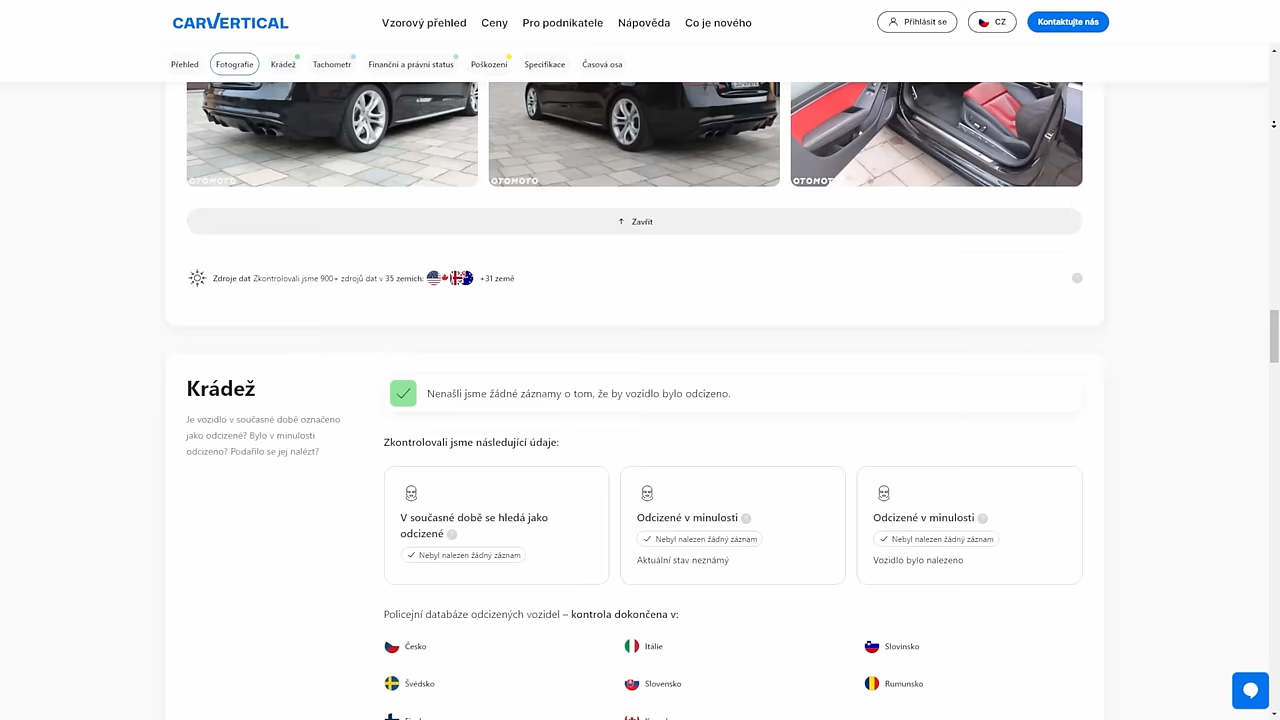 CARVERTICAL
Vzorový přehled Ceny Pro podnikatele Nápověda Co je nového
Přihlásit se CZ Kontaktujte nás
Přehled Fotografie Krádež Tachometr Finanční a právní status Poškození Specifikace Časová osa
OTOMOTO OTOMOTO OTOMOT
Zavřít
Zdroje dat Zkontrolovali jsme 900+ zdrojů dat v 35 zemích: +31 země
Krádež
Je vozidlo v současné době označeno
jako odcizené? Bylo v minulosti
odcizeno? Podařilo se jej nalézt?
Nenašli jsme žádné záznamy o tom, že by vozidlo bylo odcizeno.
Zkontrolovali jsme následující údaje:
V současné době se hledá jako
odcizené
Nebyl nalezen žádný záznam
Odcizené v minulosti
Nebyl nalezen žádný záznam
Aktuální stav neznámý
Odcizené v minulosti
Nebyl nalezen žádný záznam
Vozidlo bylo nalezeno
Policejní databáze odcizených vozidel – kontrola dokončena v:
Česko Itálie Slovinsko
Švédsko Slovensko Rumunsko